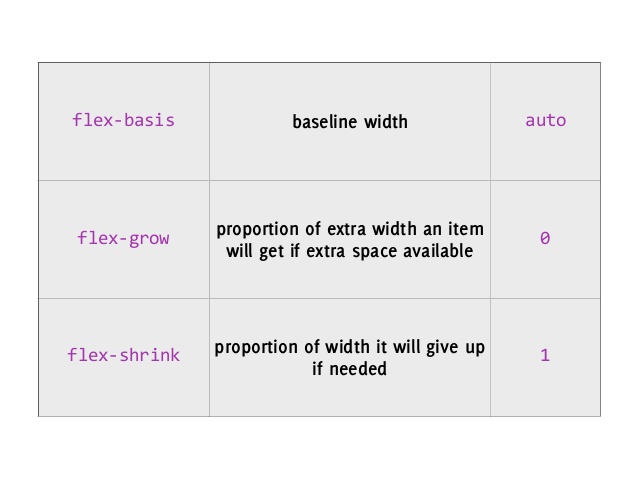 flex-basis
baseline width
auto
flex-grow
proportion of extra width an item
will get if extra space available
0
flex-shrink
proportion of width it will give up
if needed
1